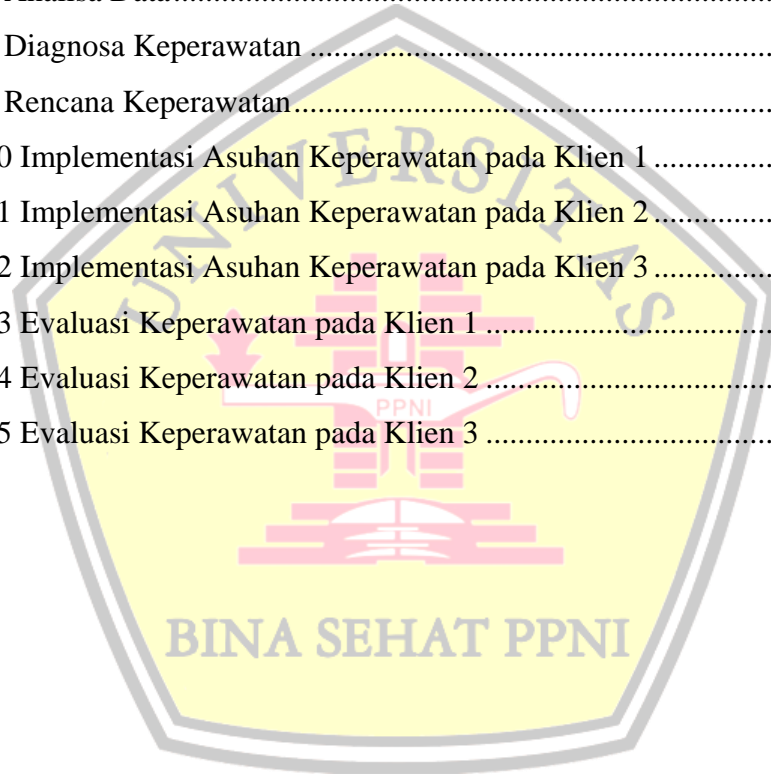 Diagnosa Keperawatan ........................................................
Rencana Keperawatan..........................................................
0 Implementasi Asuhan Keperawatan pada Klien 1 ................
1 Implementasi Asuhan Keperawatan pada Klien 2 ................
2 Implementasi Asuhan Keperawatan pada Klien 3 ................
3 Evaluasi Keperawatan pada Klien 1 ......................................
4 Evaluasi Keperawatan pada Klien 2 ......................................
5 Evaluasi Keperawatan pada Klien 3 ......................................
UNIVERSITAS
PPNI
BINA SEHAT PPNI